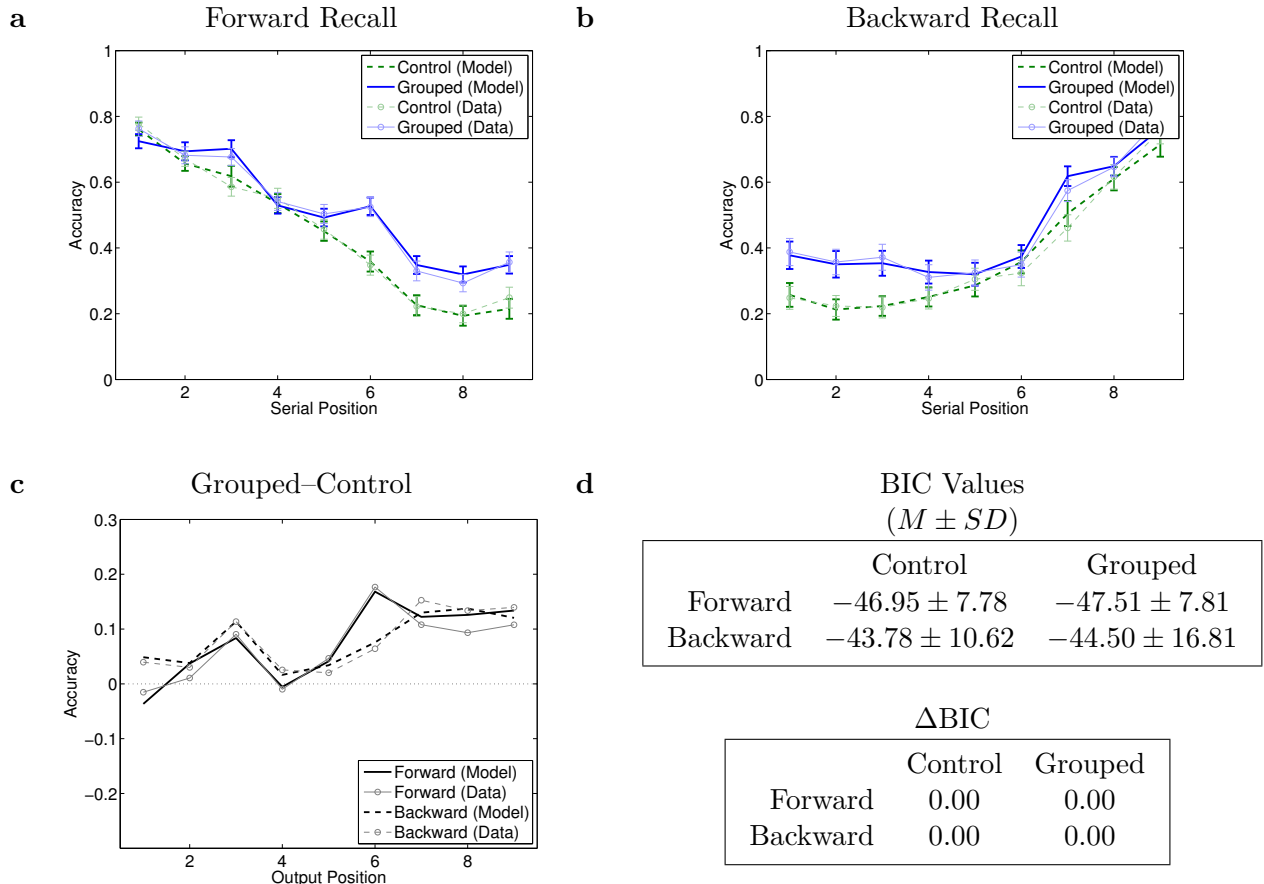 a
Forward Recall
1
0.8
0.6
0.4
0.2
0
Accuracy
2 4 6 8
Serial Position
Control (Model)
Grouped (Model)
Control (Data)
Grouped (Data)
b
Backward Recall
1
0.8
0.6
0.4
0.2
0
Accuracy
2 4 6 8
Serial Position
Control (Model)
Grouped (Model)
Control (Data)
Grouped (Data)
c
Grouped–Control
0.3
0.2
0.1
0
−0.1
−0.2
Accuracy
2 4 6 8
Output Position
Forward (Model)
Forward (Data)
Backward (Model)
Backward (Data)
d
BIC Values
(M ± SD)
Control Grouped
Forward −46.95 ± 7.78 −47.51 ± 7.81
Backward −43.78 ± 10.62 −44.50 ± 16.81
ΔBIC
Control Grouped
Forward 0.00 0.00
Backward 0.00 0.00